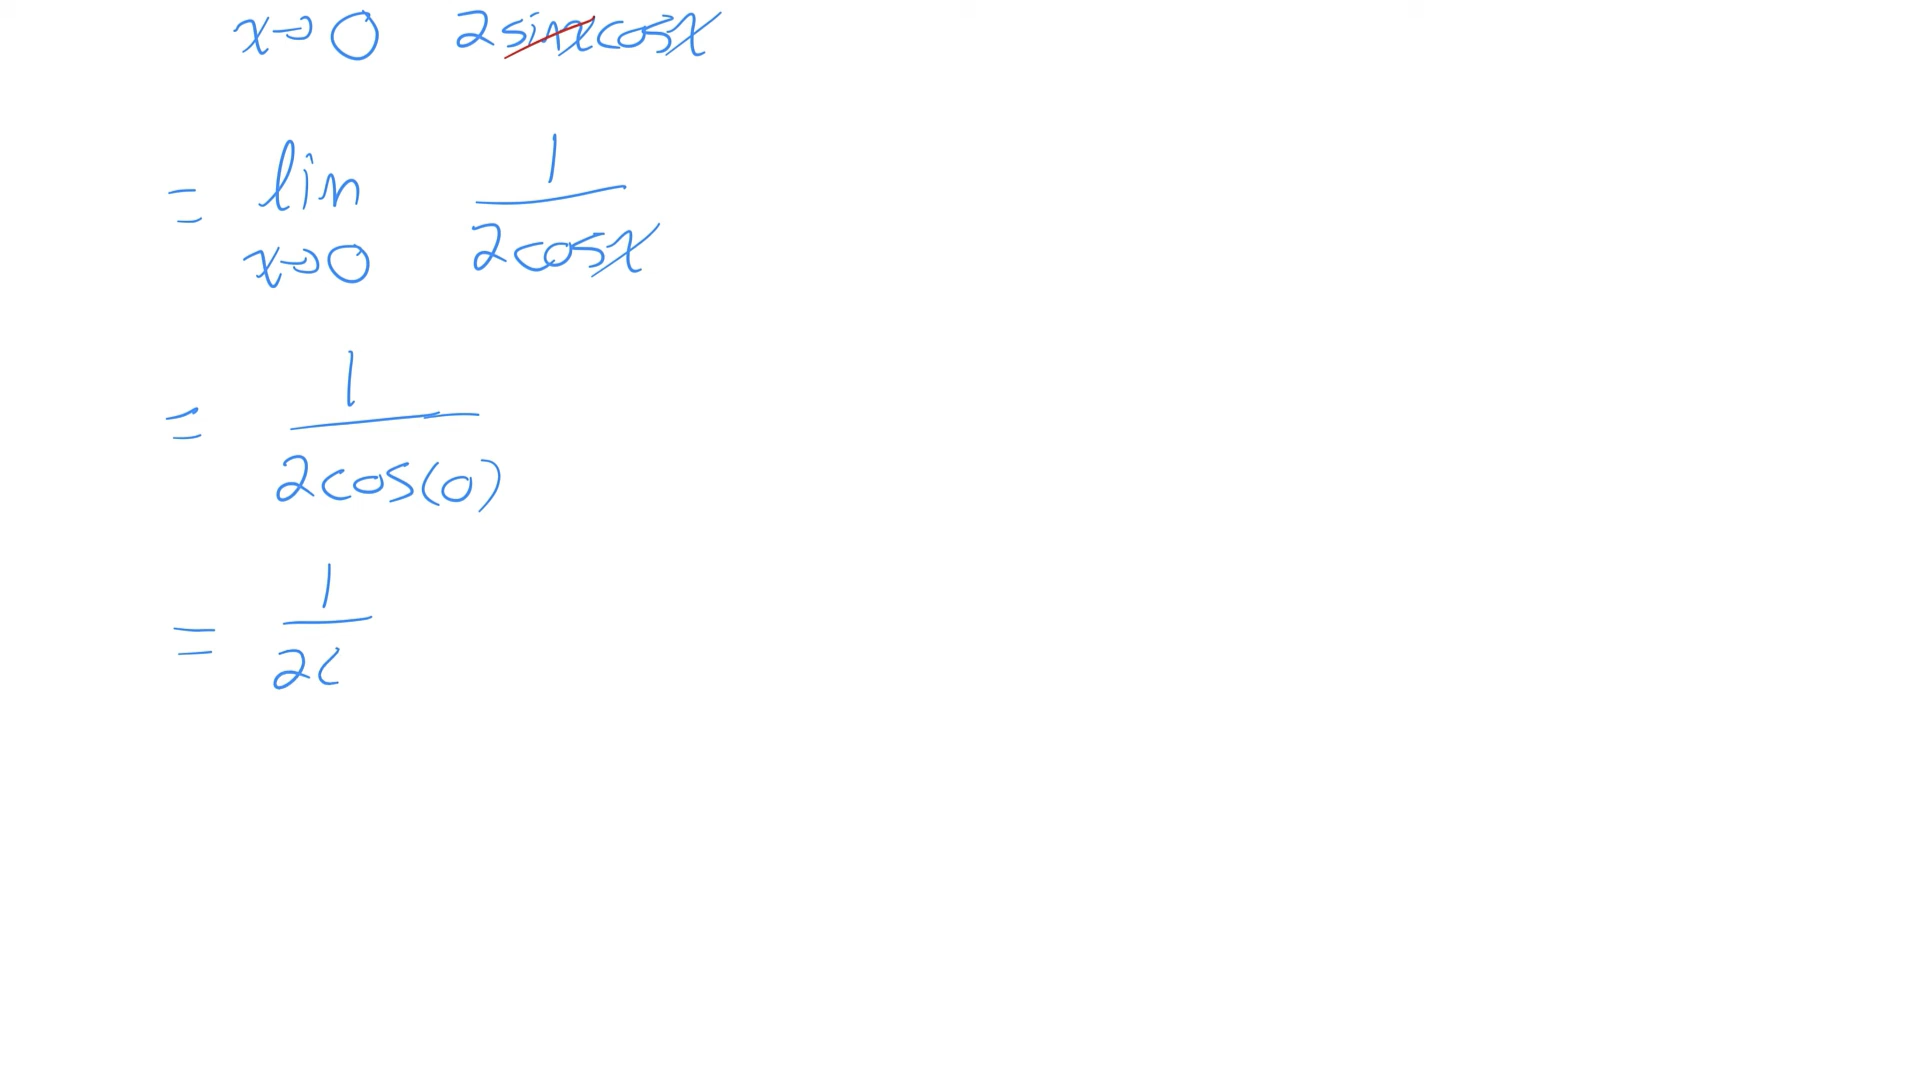 x→0 2sinxcosx
= lim 1
x→0 2cosx
= 1
2cos(0)
= 1
2(